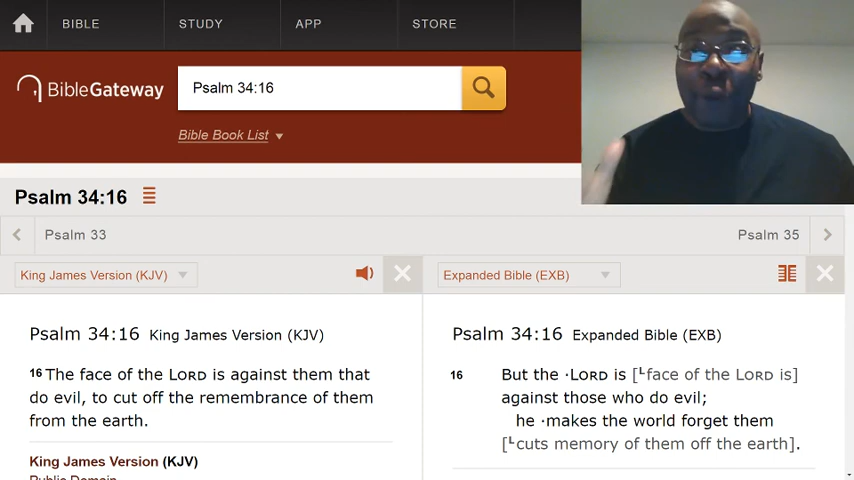 BIBLE STUDY APP STORE
BibleGateway
Psalm 34:16
Bible Book List
Psalm 34:16
Psalm 33
Psalm 35
King James Version (KJV)
Expanded Bible (EXB)
Psalm 34:16 King James Version (KJV)
16 The face of the LORD is against them that
do evil, to cut off the remembrance of them
from the earth.
King James Version (KJV)
Public Domain
Psalm 34:16 Expanded Bible (EXB)
16 But the ·LORD is [Lface of the LORD is]
against those who do evil;
he ·makes the world forget them
[Lcuts memory of them off the earth].